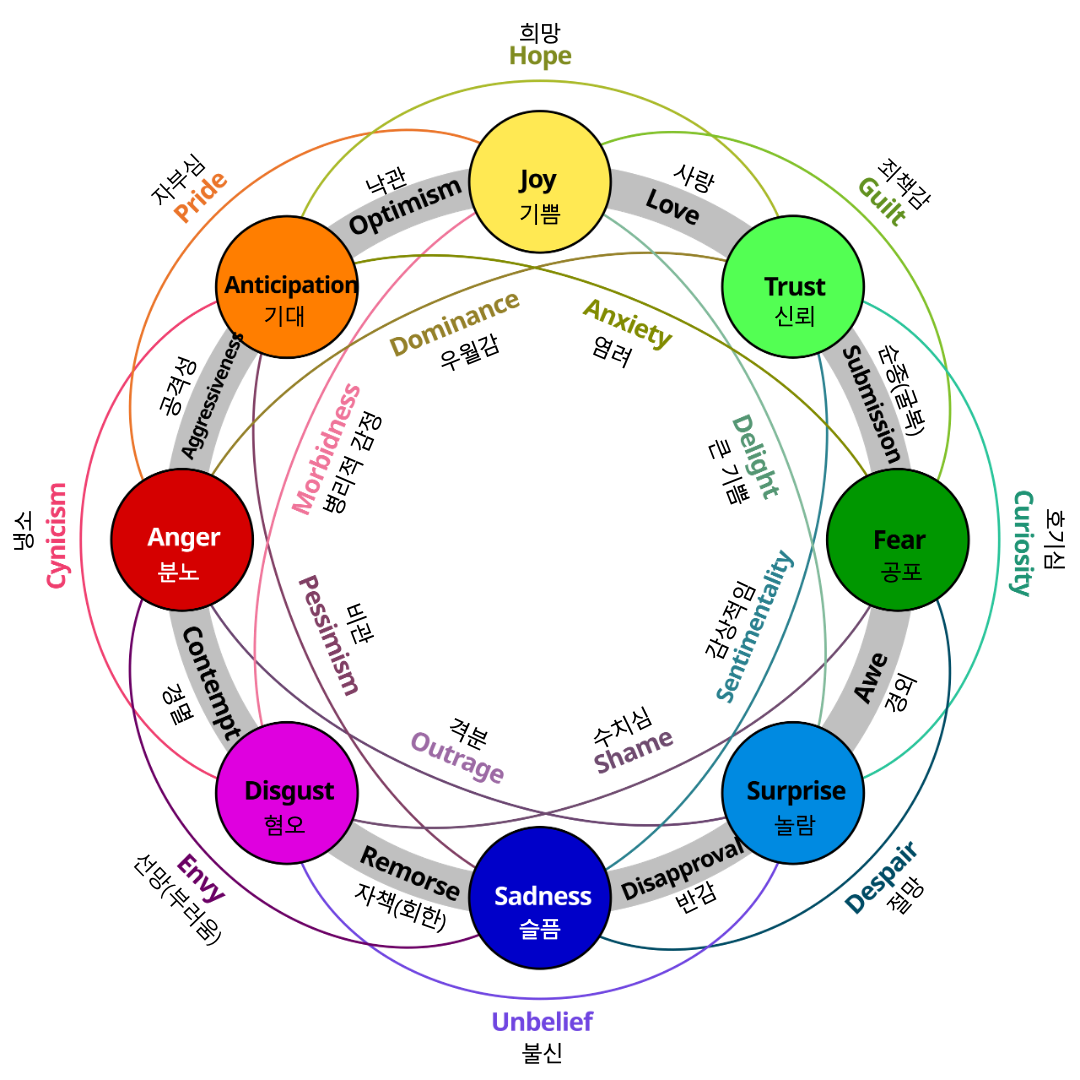 희망
Hope
자부심
Pride
죄책감
Guilt
낙관
Optimism
Joy
기쁨
사랑
Love
Anticipation
기대
Trust
신뢰
Dominance
우월감
Anxiety
염려
공격성
Aggressiveness
순종(굴복)
Submission
Morbidness
병리적 감정
Delight
큰 기쁨
냉소
Cynicism
Anger
분노
Fear
공포
호기심
Curiosity
비관
Pessimism
감상적임
Sentimentality
경멸
Contempt
Awe
경외
격분
Outrage
수치심
Shame
Disgust
혐오
Surprise
놀람
Remorse
자책(회한)
Sadness
슬픔
Disapproval
반감
Envy
선망(부러움)
Despair
절망
Unbelief
불신